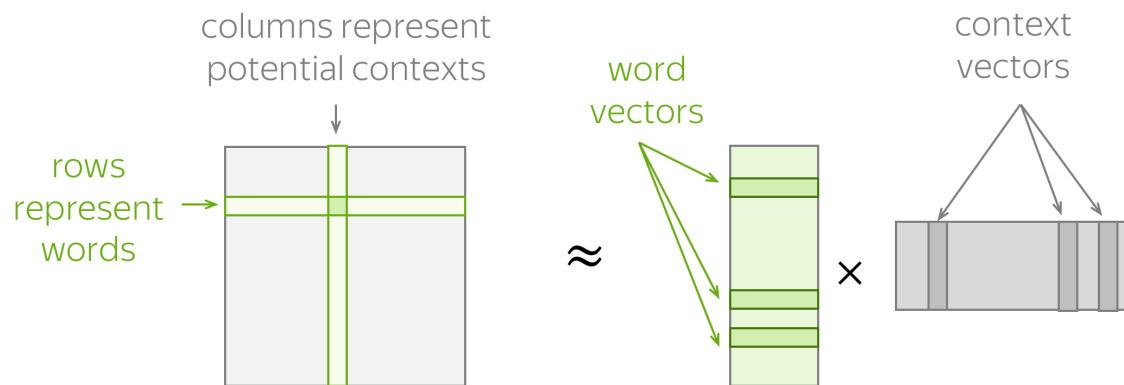 columns represent
potential contexts
rows
represent
words
≈
word
vectors
×
context
vectors